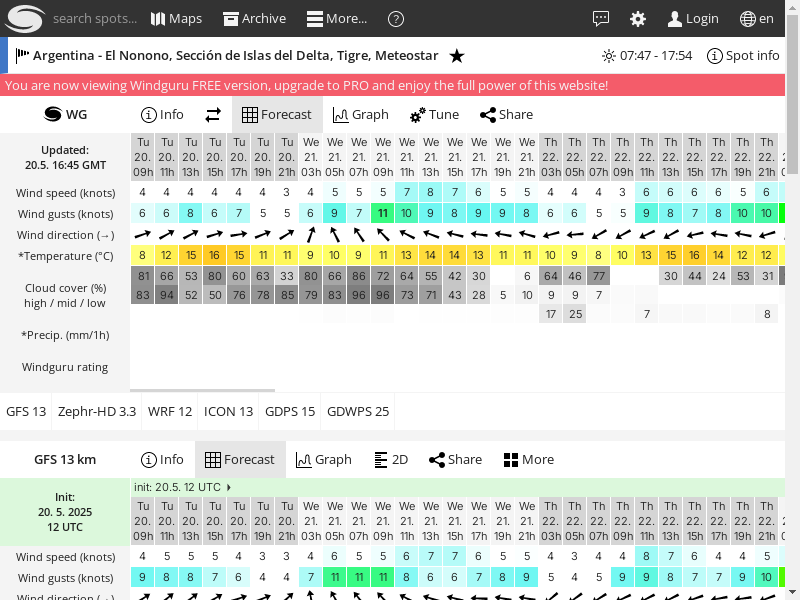 search spots... Maps Archive More... ? Login en
Argentina - El Nonono, Sección de Islas del Delta, Tigre, Meteostar ★ 07:47 - 17:54 Spot info
You are now viewing Windguru FREE version, upgrade to PRO and enjoy the full power of this website!
WG Info Forecast Graph Tune Share
Updated:
20.5. 16:45 GMT
Tu Tu Tu Tu Tu Tu Tu We We We We We We We We We We Th Th Th Th Th Th Th Th Th Th
20. 20. 20. 20. 20. 20. 20. 21. 21. 21. 21. 21. 21. 21. 21. 21. 21. 22. 22. 22. 22. 22. 22. 22. 22. 22. 22.
09h 11h 13h 15h 17h 19h 21h 03h 05h 07h 09h 11h 13h 15h 17h 19h 21h 03h 05h 07h 09h 11h 13h 15h 17h 19h 21h
Wind speed (knots) 4 4 4 4 4 4 3 4 5 5 5 7 8 7 6 5 5 4 4 4 3 6 6 6 6 5 6
Wind gusts (knots) 6 6 8 6 7 5 5 6 9 7 11 10 9 8 9 9 8 6 6 5 5 9 8 7 8 10 10
Wind direction (→)
*Temperature (°C) 8 12 15 16 15 11 11 9 10 9 11 13 14 14 13 11 11 10 9 8 10 13 15 16 14 12 12
Cloud cover (%)
high / mid / low
81 66 53 80 60 63 33 80 66 86 72 64 55 42 30 6 64 46 77 30 44 24 53 31
83 94 52 50 76 78 85 79 83 96 96 73 71 43 28 5 10 9 9 7
17 25 7 8
*Precip. (mm/1h)
Windguru rating
GFS 13 Zephr-HD 3.3 WRF 12 ICON 13 GDPS 15 GDWPS 25
GFS 13 km Info Forecast Graph 2D Share More
init: 20.5. 12 UTC
Init:
20. 5. 2025
12 UTC
Tu Tu Tu Tu Tu Tu Tu We We We We We We We We We We Th Th Th Th Th Th Th Th Th Th
20. 20. 20. 20. 20. 20. 20. 21. 21. 21. 21. 21. 21. 21. 21. 21. 21. 22. 22. 22. 22. 22. 22. 22. 22. 22. 22.
09h 11h 13h 15h 17h 19h 21h 03h 05h 07h 09h 11h 13h 15h 17h 19h 21h 03h 05h 07h 09h 11h 13h 15h 17h 19h 21h
Wind speed (knots) 4 5 5 5 4 3 3 4 6 5 5 6 7 7 6 5 5 4 3 4 4 8 7 6 4 4 5
Wind gusts (knots) 9 8 8 7 6 4 4 7 11 11 11 8 6 6 7 8 9 5 4 5 9 9 8 7 7 9 10
Wind direction (→)